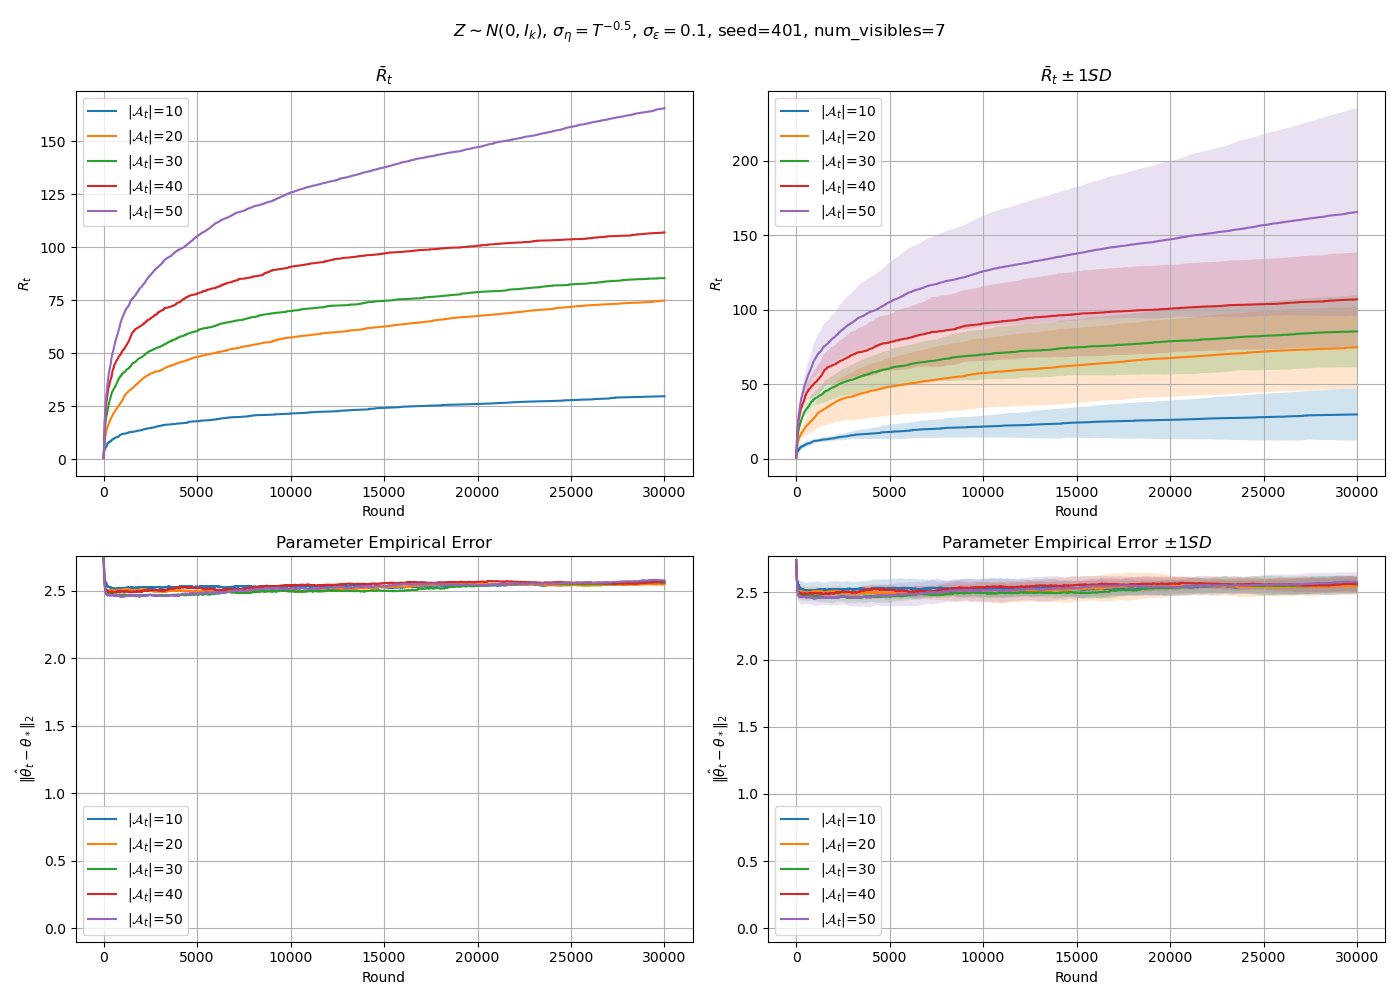 Z ∼ N(0, I_k), σ_η = T^{−0.5}, σ_ε = 0.1, seed=401, num_visibles=7
R̄_t
R_t
150
125
100
75
50
25
0
|𝒜_t|=10
|𝒜_t|=20
|𝒜_t|=30
|𝒜_t|=40
|𝒜_t|=50
0 5000 10000 15000 20000 25000 30000
Round
R̄_t ± 1SD
R_t
200
150
100
50
0
|𝒜_t|=10
|𝒜_t|=20
|𝒜_t|=30
|𝒜_t|=40
|𝒜_t|=50
0 5000 10000 15000 20000 25000 30000
Round
Parameter Empirical Error
‖θ̂_t − θ_*‖₂
2.5
2.0
1.5
1.0
0.5
0.0
|𝒜_t|=10
|𝒜_t|=20
|𝒜_t|=30
|𝒜_t|=40
|𝒜_t|=50
0 5000 10000 15000 20000 25000 30000
Round
Parameter Empirical Error ±1SD
‖θ̂_t − θ_*‖₂
2.5
2.0
1.5
1.0
0.5
0.0
|𝒜_t|=10
|𝒜_t|=20
|𝒜_t|=30
|𝒜_t|=40
|𝒜_t|=50
0 5000 10000 15000 20000 25000 30000
Round